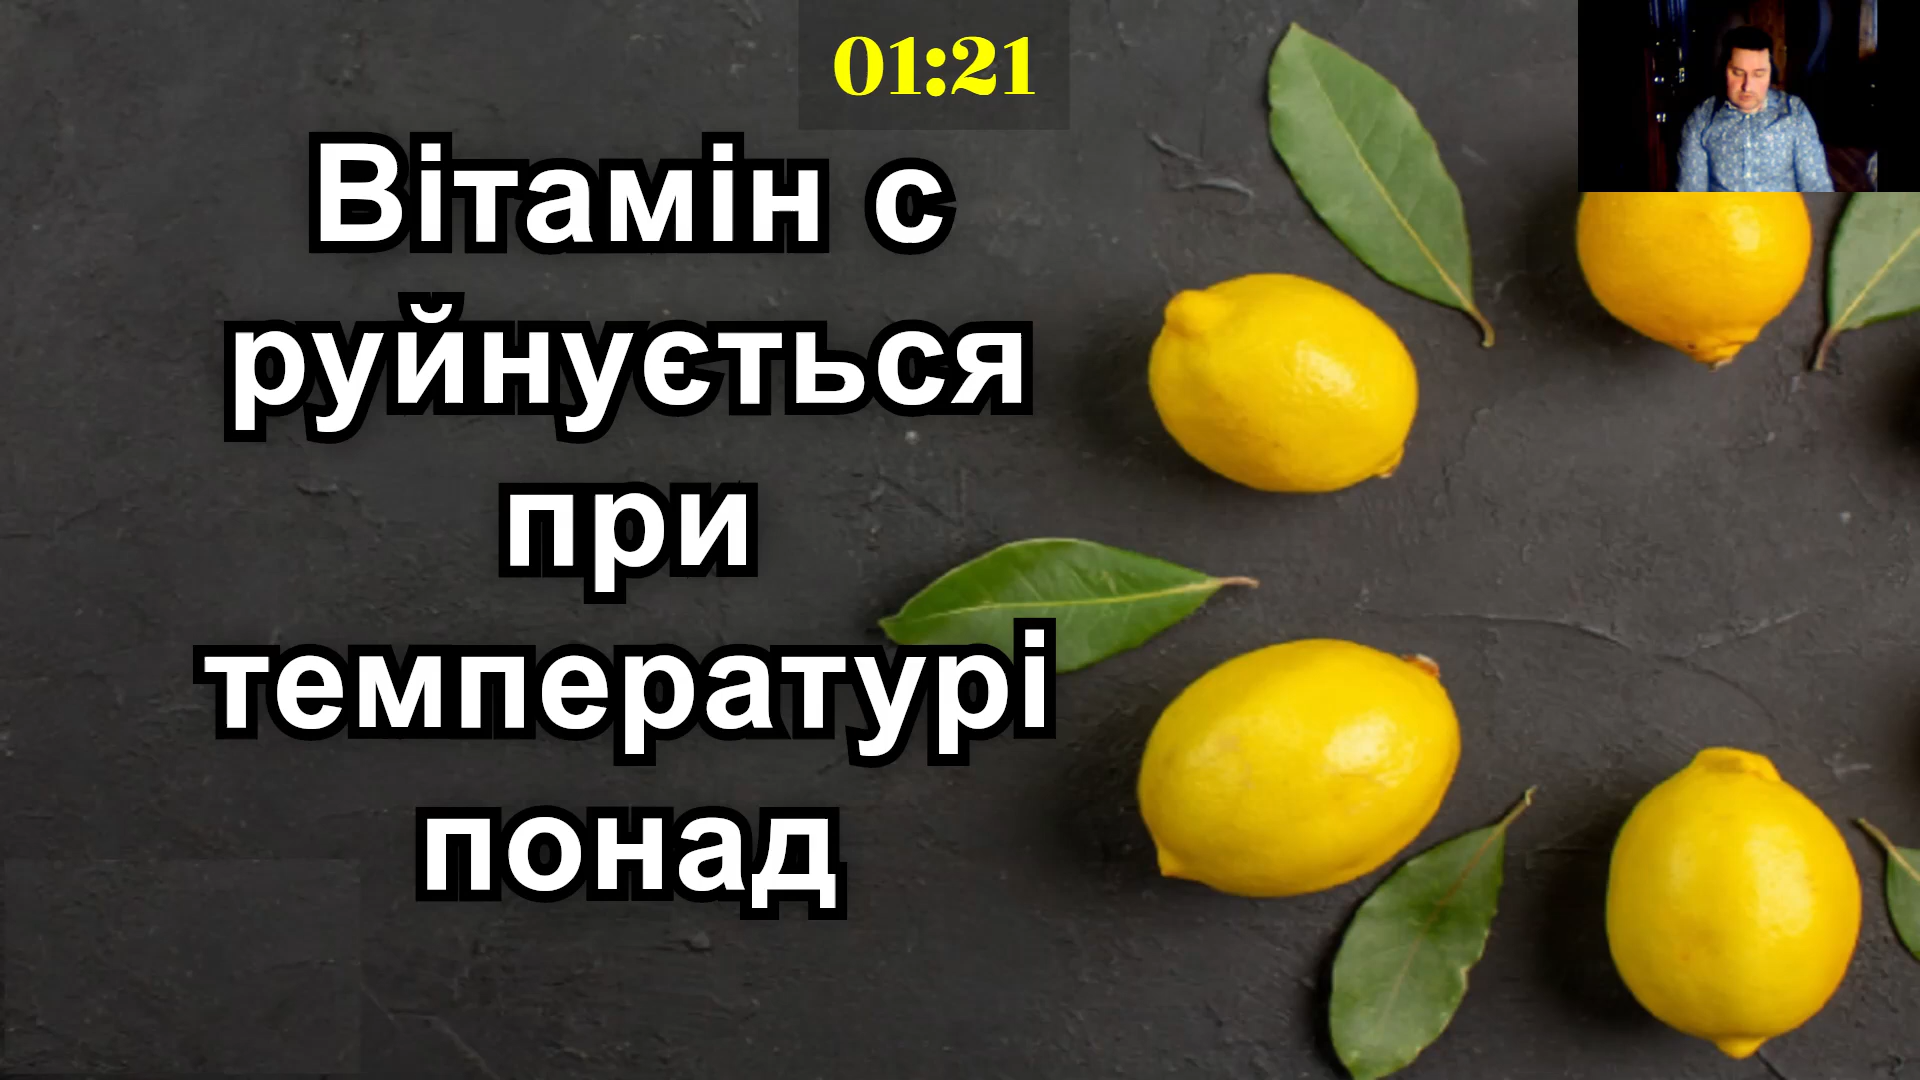 01:21
Вітамін с
руйнується
при
температурі
понад